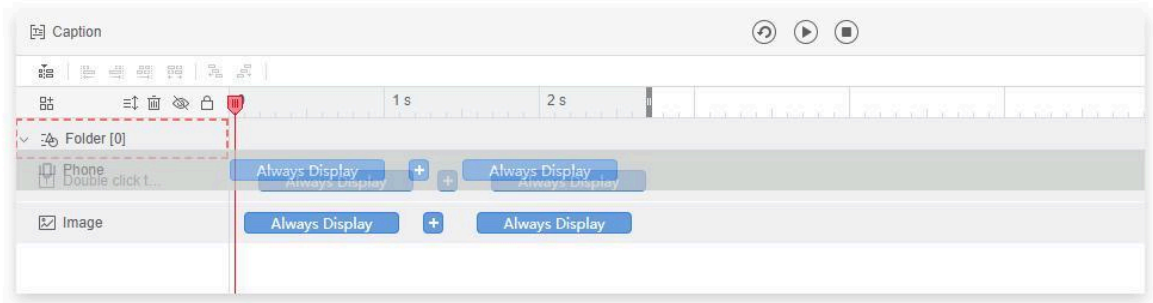 Caption
1 s 2 s
Folder [0]
Phone Always Display + Always Display
Double click t... Always Display + Always Display
Image Always Display + Always Display